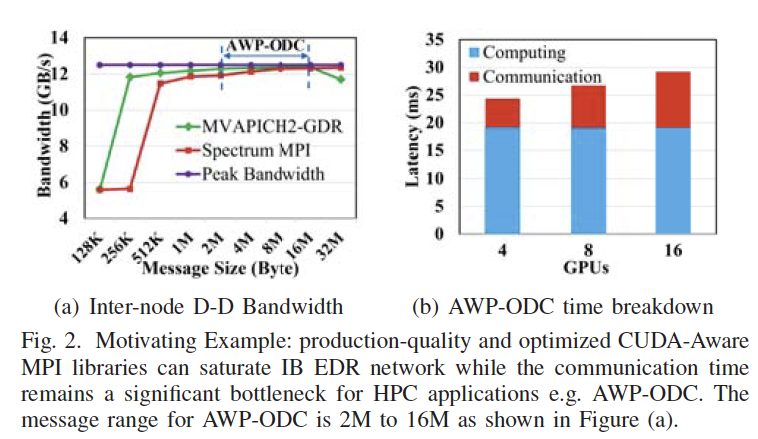 14
12
10
8
6
4
Bandwidth (GB/s)
AWP-ODC
MVAPICH2-GDR
Spectrum MPI
Peak Bandwidth
128K
256K
512K
1M
2M
4M
8M
16M
32M
Message Size (Byte)
35
30
25
20
15
10
5
0
Latency (ms)
Computing
Communication
4
8
16
GPUs
(a) Inter-node D-D Bandwidth
(b) AWP-ODC time breakdown
Fig. 2. Motivating Example: production-quality and optimized CUDA-Aware
MPI libraries can saturate IB EDR network while the communication time
remains a significant bottleneck for HPC applications e.g. AWP-ODC. The
message range for AWP-ODC is 2M to 16M as shown in Figure (a).